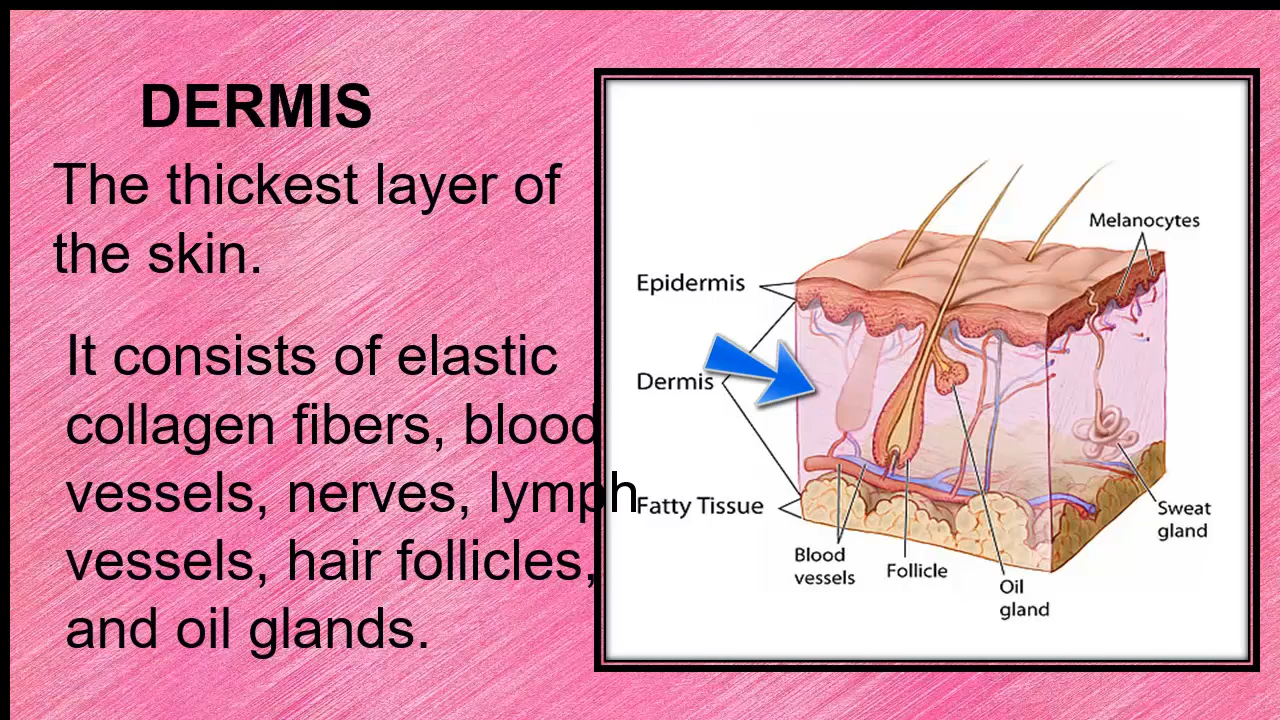 DERMIS
The thickest layer of
the skin.
It consists of elastic
collagen fibers, blood
vessels, nerves, lymph
vessels, hair follicles,
and oil glands.
Melanocytes
Epidermis
Dermis
Fatty Tissue
Sweat
gland
Blood
vessels
Follicle
Oil
gland